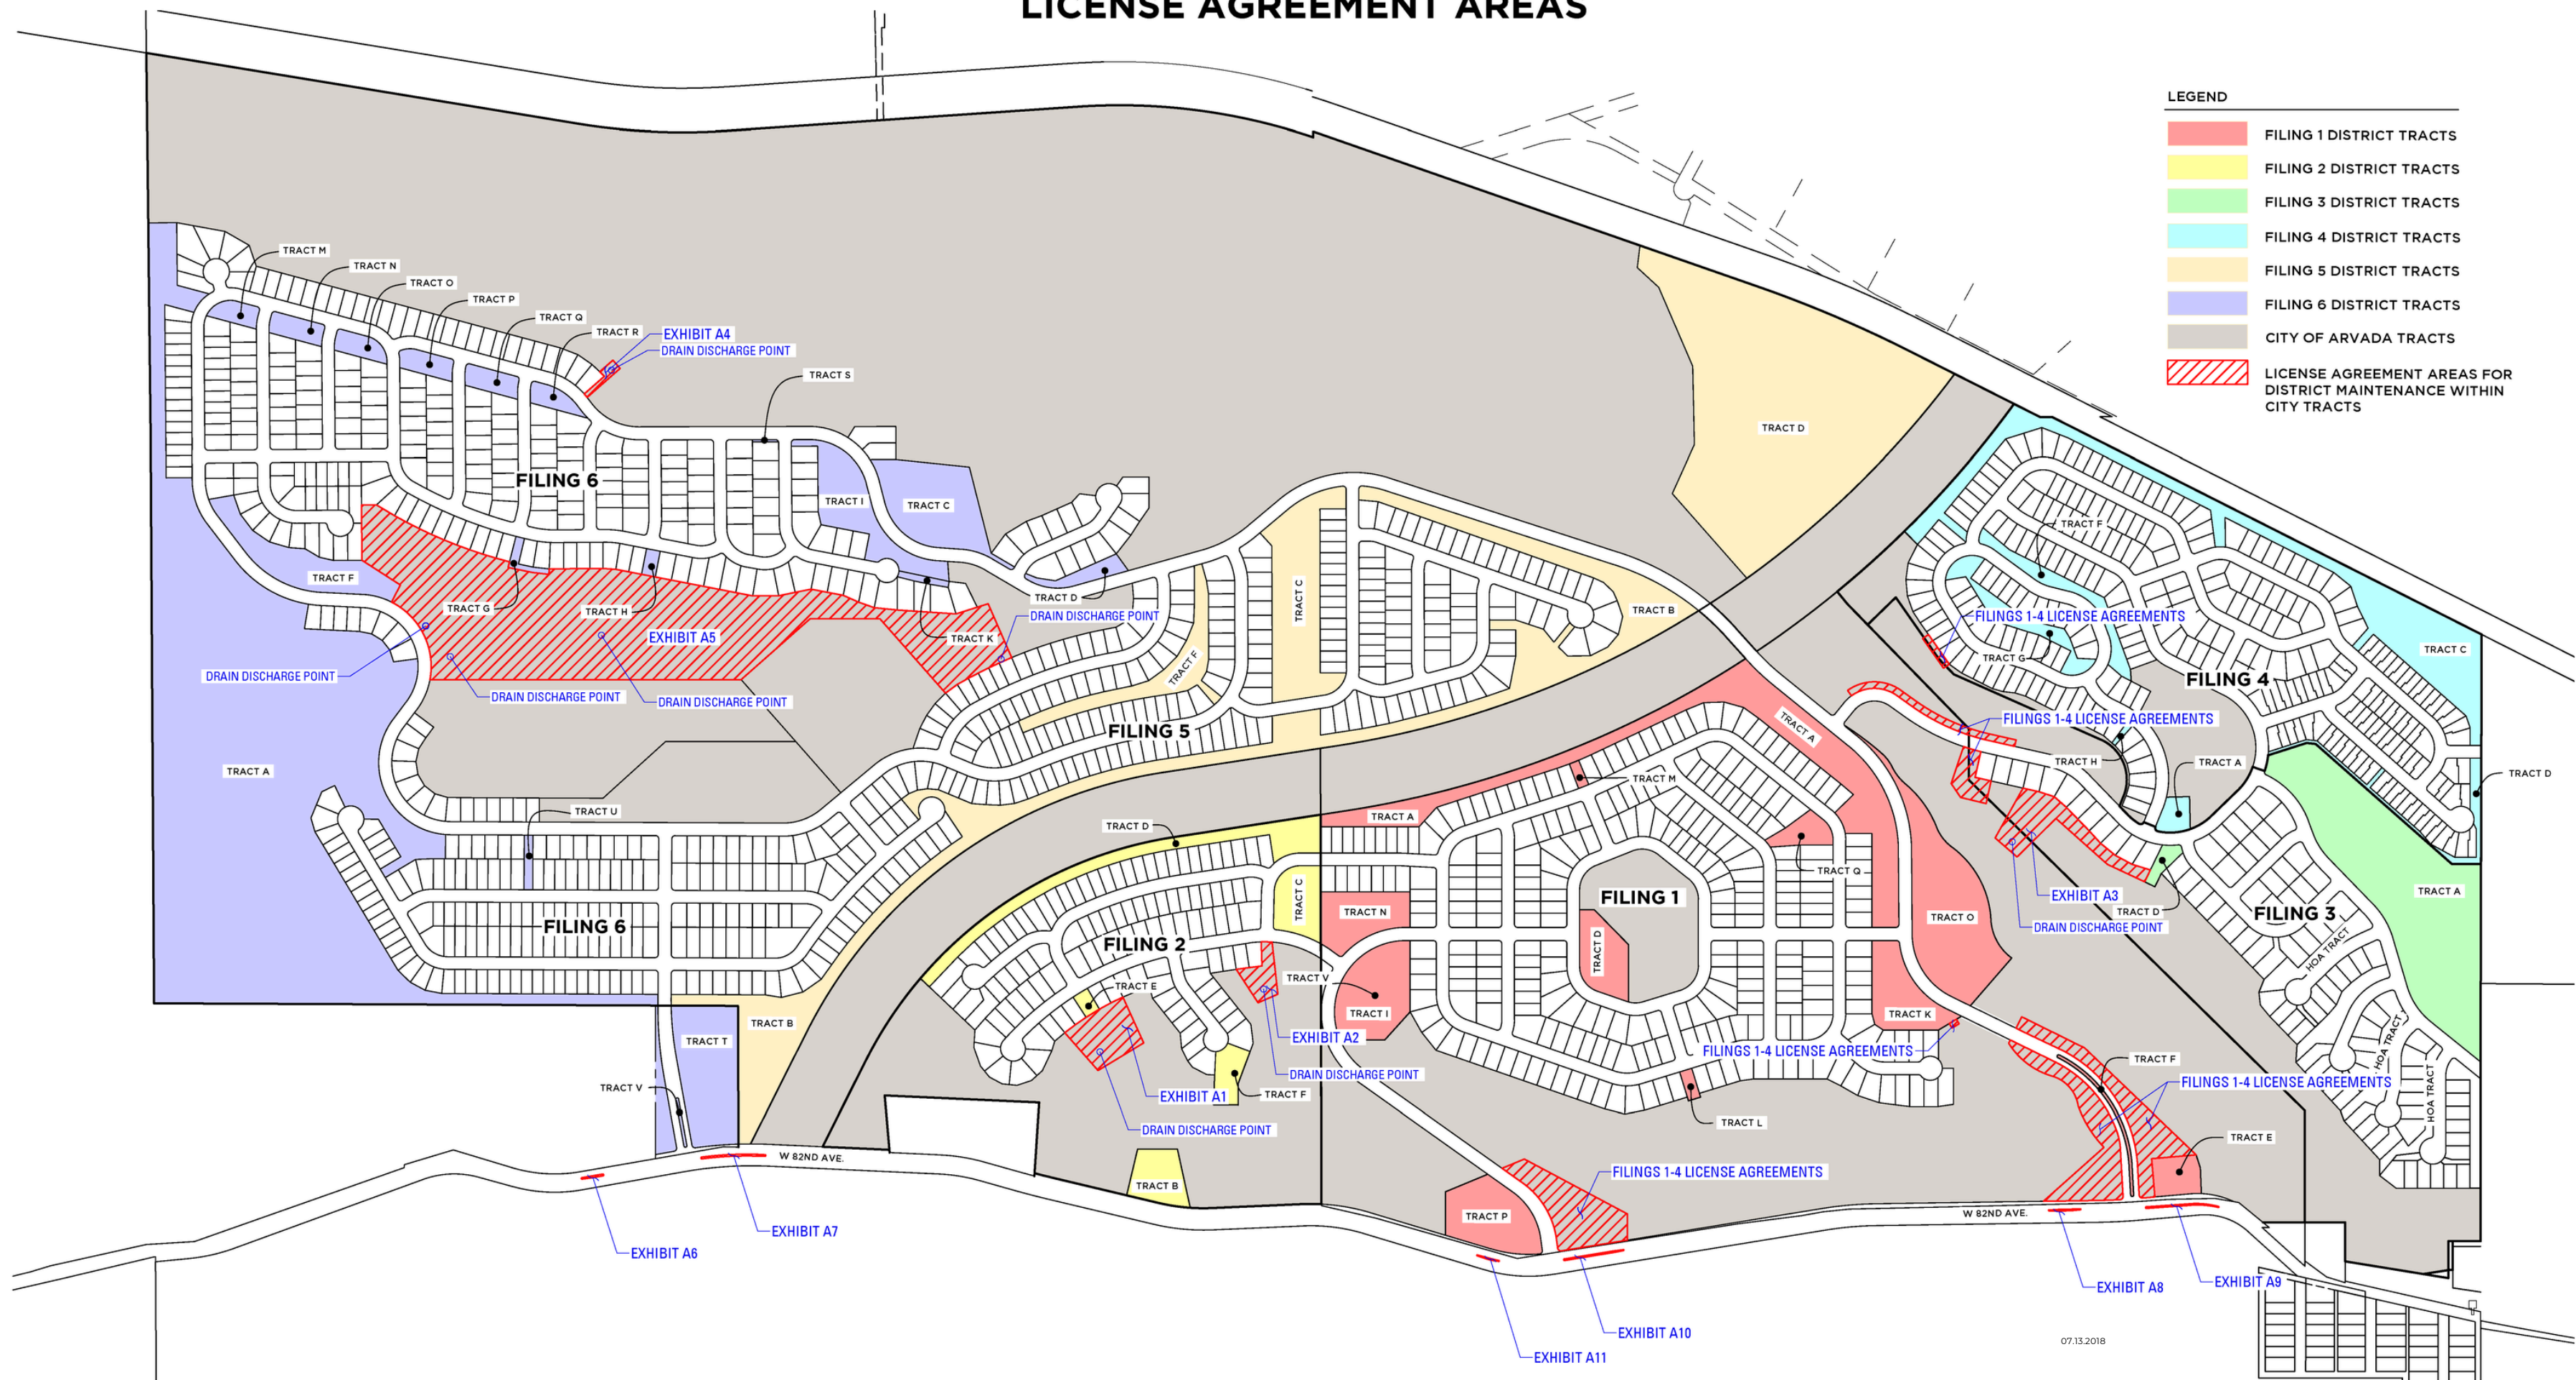 LICENSE AGREEMENT AREAS
LEGEND
FILING 1 DISTRICT TRACTS
FILING 2 DISTRICT TRACTS
FILING 3 DISTRICT TRACTS
FILING 4 DISTRICT TRACTS
FILING 5 DISTRICT TRACTS
FILING 6 DISTRICT TRACTS
CITY OF ARVADA TRACTS
LICENSE AGREEMENT AREAS FOR
DISTRICT MAINTENANCE WITHIN
CITY TRACTS
TRACT M
TRACT N
TRACT O
TRACT P
TRACT Q
TRACT R
EXHIBIT A4
DRAIN DISCHARGE POINT
TRACT S
FILING 6
TRACT I
TRACT C
TRACT F
TRACT G
TRACT H
EXHIBIT A5
TRACT D
DRAIN DISCHARGE POINT
TRACT K
DRAIN DISCHARGE POINT
DRAIN DISCHARGE POINT
DRAIN DISCHARGE POINT
TRACT A
TRACT U
FILING 6
TRACT T
TRACT V
TRACT D
TRACT C
TRACT B
TRACT F
FILING 5
TRACT B
TRACT F
FILINGS 1-4 LICENSE AGREEMENTS
TRACT G
TRACT C
FILING 4
FILINGS 1-4 LICENSE AGREEMENTS
TRACT H
TRACT A
TRACT D
TRACT A
TRACT M
TRACT A
TRACT Q
FILING 1
TRACT N
TRACT D
TRACT O
TRACT V
TRACT I
TRACT K
FILINGS 1-4 LICENSE AGREEMENTS
TRACT L
TRACT D
TRACT C
FILING 2
TRACT E
EXHIBIT A2
DRAIN DISCHARGE POINT
EXHIBIT A1
TRACT F
DRAIN DISCHARGE POINT
TRACT B
EXHIBIT A3
TRACT D
DRAIN DISCHARGE POINT
TRACT A
FILING 3
HOA TRACT
HOA TRACT
HOA TRACT
TRACT F
FILINGS 1-4 LICENSE AGREEMENTS
TRACT E
FILINGS 1-4 LICENSE AGREEMENTS
TRACT P
W 82ND AVE.
W 82ND AVE.
EXHIBIT A6
EXHIBIT A7
EXHIBIT A8
EXHIBIT A9
EXHIBIT A10
EXHIBIT A11
07.13.2018